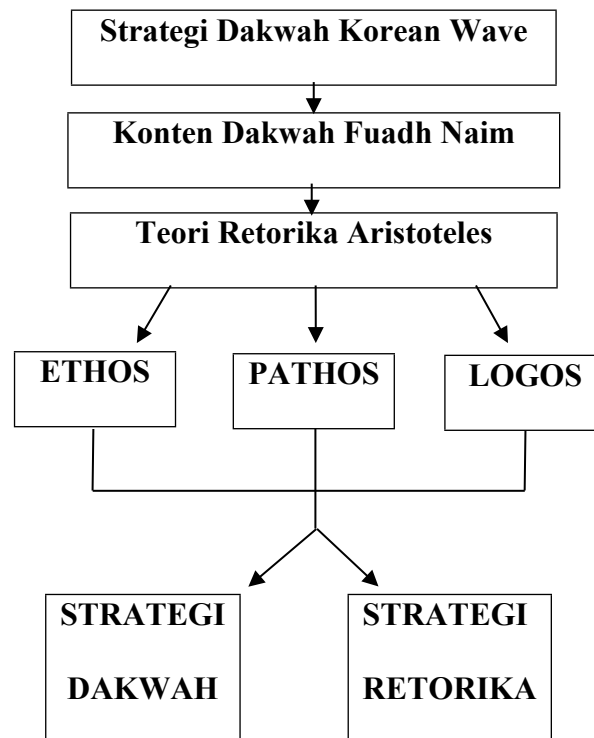 Strategi Dakwah Korean Wave
Konten Dakwah Fuadh Naim
Teori Retorika Aristoteles
ETHOS
PATHOS
LOGOS
STRATEGI
DAKWAH
STRATEGI
RETORIKA